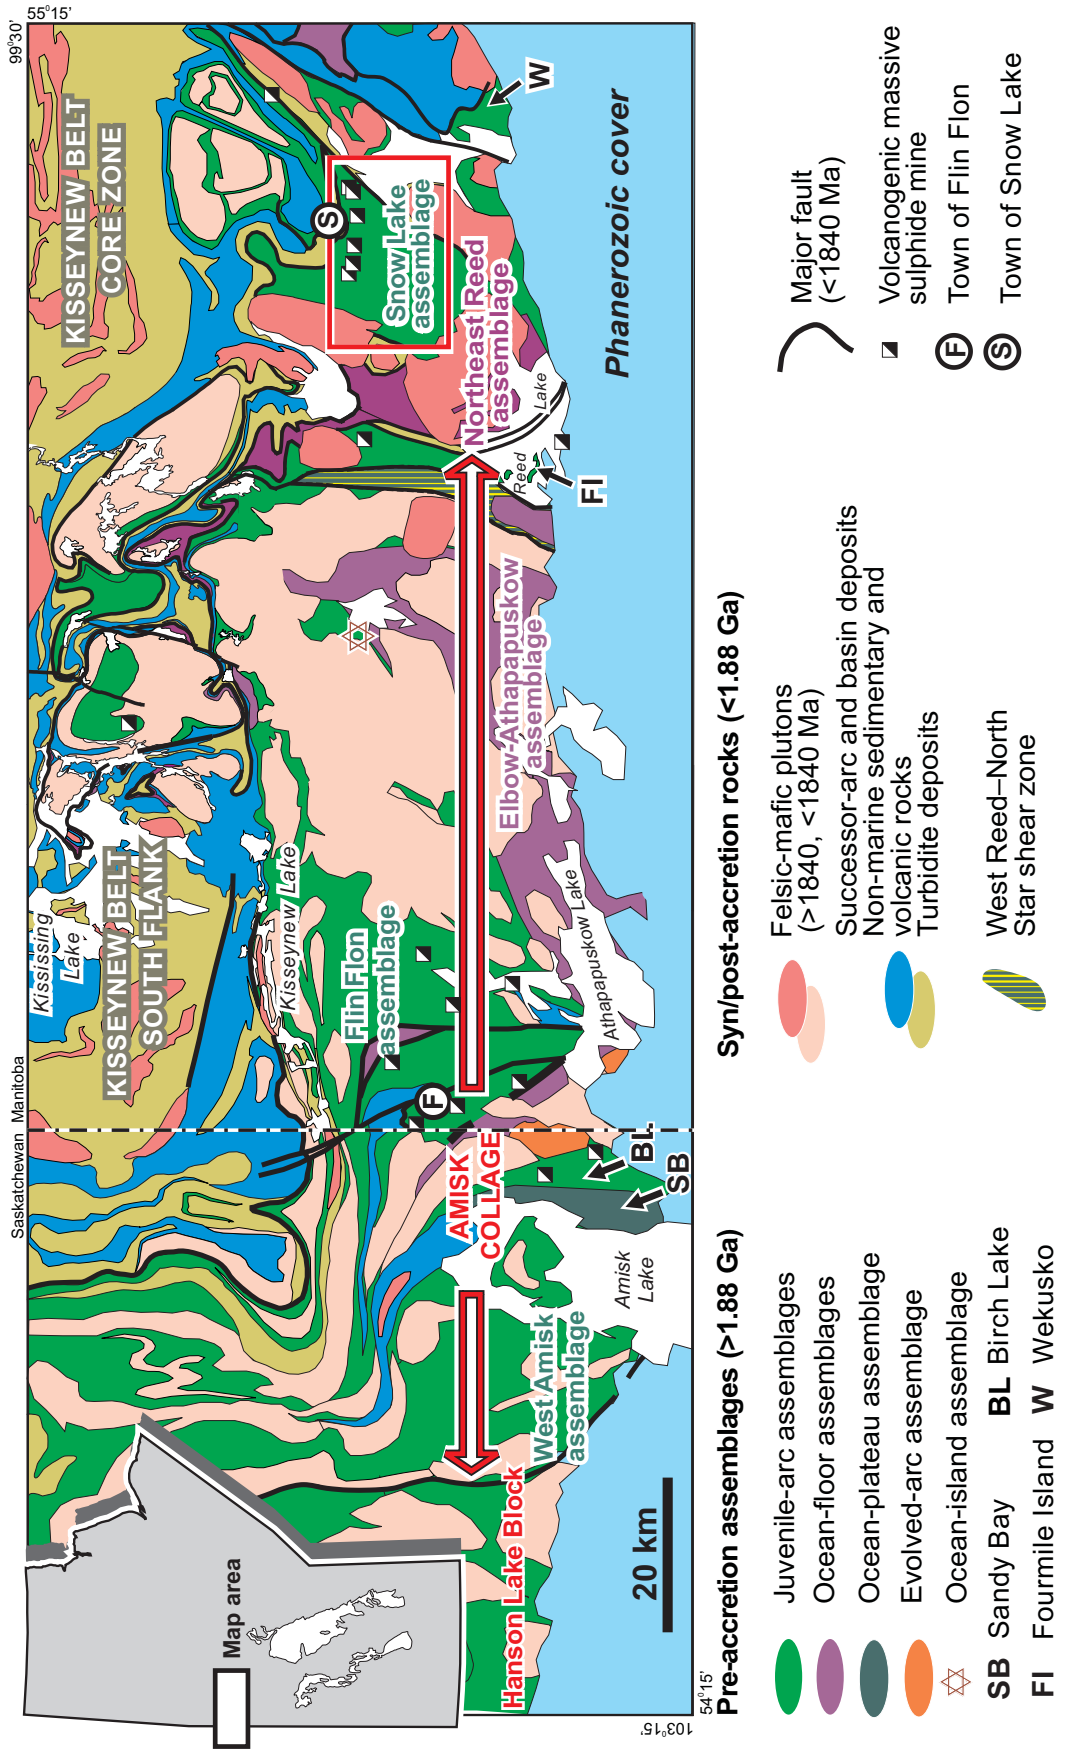 55°15'
99°30'
Saskatchewan
Manitoba
KISSEYNEW BELT
CORE ZONE
KISSEYNEW BELT
SOUTH FLANK
Kississing
Lake
Kisseynew Lake
Flin Flon
assemblage
Snow Lake
assemblage
Northeast Reed
assemblage
Elbow-Athapapuskow
assemblage
AMISK
COLLAGE
West Amisk
assemblage
Hanson Lake Block
Athapapuskow Lake
Amisk
Lake
Reed
L
Lake
Phanerozoic cover
S
F
W
FI
BL
SB
Map area
20 km
54°15'
103°15'
Pre-accretion assemblages (>1.88 Ga)
Juvenile-arc assemblages
Ocean-floor assemblages
Ocean-plateau assemblage
Evolved-arc assemblage
Ocean-island assemblage
SB Sandy Bay
BL Birch Lake
FI Fourmile Island
W Wekusko
Syn/post-accretion rocks (<1.88 Ga)
Felsic-mafic plutons
(>1840, <1840 Ma)
Successor-arc and basin deposits
Non-marine sedimentary and
volcanic rocks
Turbidite deposits
West Reed–North
Star shear zone
Major fault
(<1840 Ma)
Volcanogenic massive
sulphide mine
F Town of Flin Flon
S Town of Snow Lake